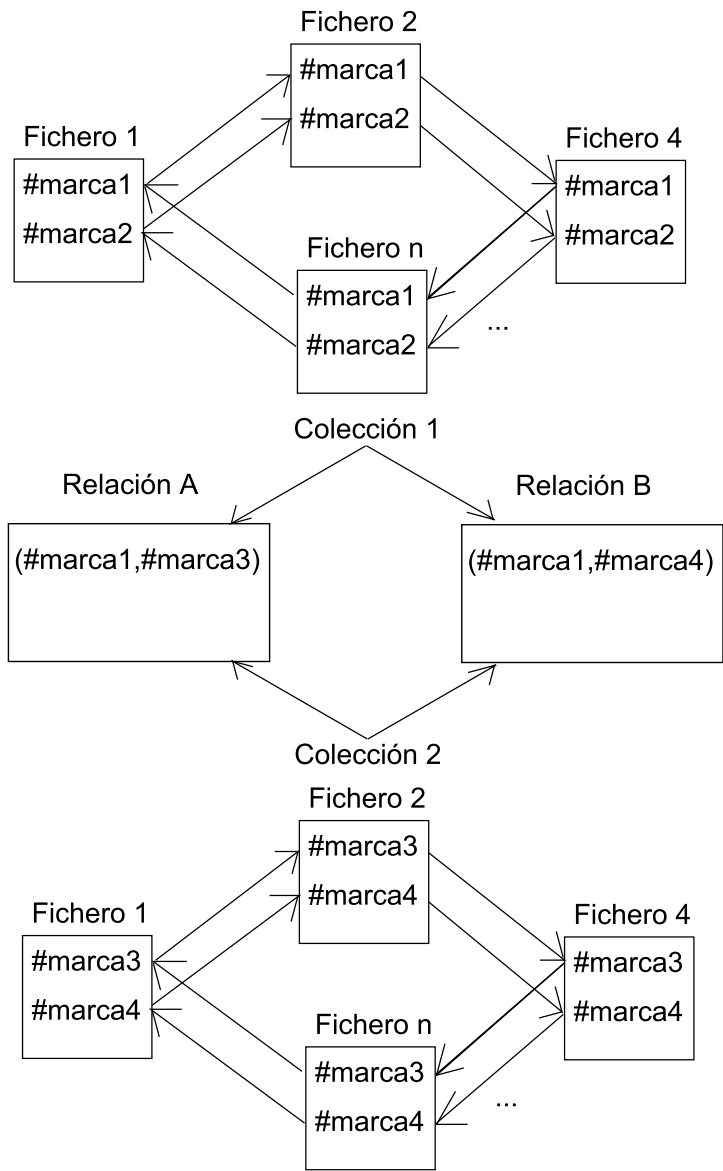 Fichero 2
#marca1
#marca2
Fichero 1
#marca1
#marca2
Fichero 4
#marca1
#marca2
Fichero n
#marca1
#marca2
...
Colección 1
Relación A
(#marca1,#marca3)
Relación B
(#marca1,#marca4)
Colección 2
Fichero 2
#marca3
#marca4
Fichero 1
#marca3
#marca4
Fichero 4
#marca3
#marca4
Fichero n
#marca3
#marca4
...